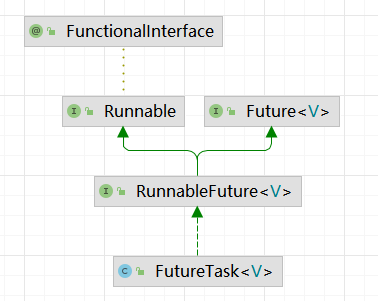 @ FunctionalInterface
I Runnable
I Future<V>
I RunnableFuture<V>
C FutureTask<V>